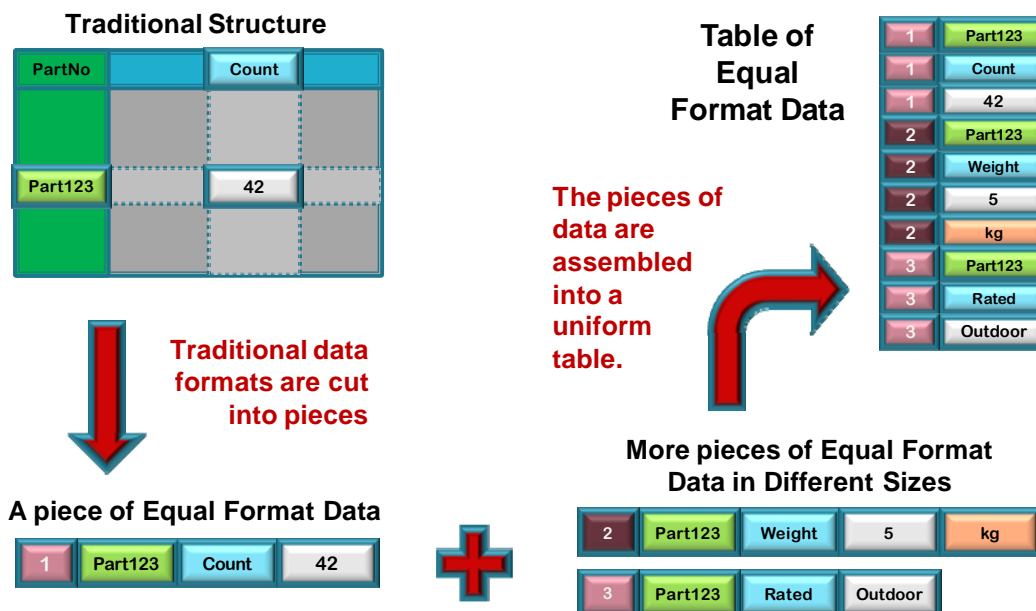 Traditional Structure
PartNo Count
Part123 42
Traditional data
formats are cut
into pieces
A piece of Equal Format Data
1 Part123 Count 42
Table of
Equal
Format Data
The pieces of
data are
assembled
into a
uniform
table.
1 Part123
1 Count
1 42
2 Part123
2 Weight
2 5
2 kg
3 Part123
3 Rated
3 Outdoor
More pieces of Equal Format
Data in Different Sizes
2 Part123 Weight 5 kg
3 Part123 Rated Outdoor